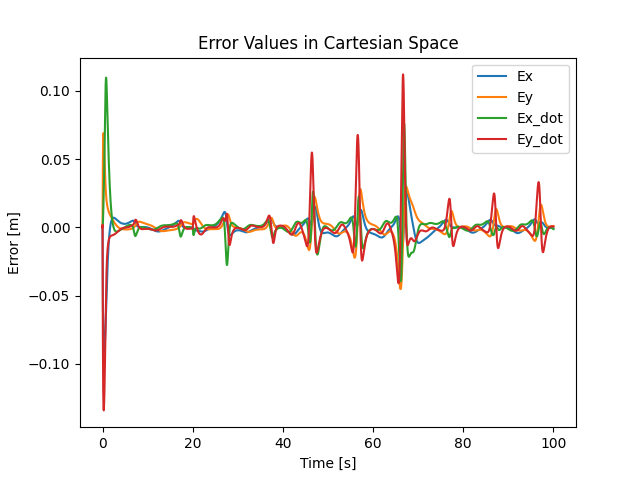 Error Values in Cartesian Space
Ex
Ey
Ex_dot
Ey_dot
0.10
0.05
0.00
−0.05
−0.10
Error [m]
0 20 40 60 80 100
Time [s]